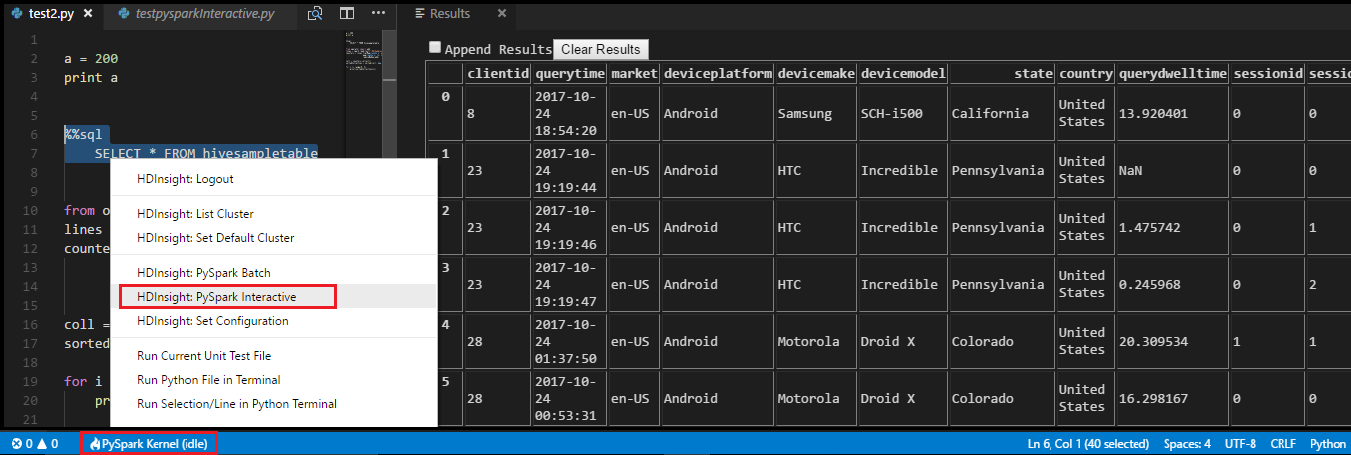 test2.py × testpysparkInteractive.py ••• Results ×
1
2 a = 200
3 print a
4
5
6 %%sql
7 SELECT * FROM hivesampletable
8
9
10 from o
11 lines
12 counte
13
14
15
16 coll =
17 sorted
18
19 for i
20 pr
21
HDInsight: Logout
HDInsight: List Cluster
HDInsight: Set Default Cluster
HDInsight: PySpark Batch
HDInsight: PySpark Interactive
HDInsight: Set Configuration
Run Current Unit Test File
Run Python File in Terminal
Run Selection/Line in Python Terminal
Append Results Clear Results
clientid querytime market deviceplatform devicemake devicemodel state country querydwelltime sessionid sessio
0 8 2017-10-24 18:54:20 en-US Android Samsung SCH-i500 California United States 13.920401 0 0
1 23 2017-10-24 19:19:44 en-US Android HTC Incredible Pennsylvania United States NaN 0 0
2 23 2017-10-24 19:19:46 en-US Android HTC Incredible Pennsylvania United States 1.475742 0 1
3 23 2017-10-24 19:19:47 en-US Android HTC Incredible Pennsylvania United States 0.245968 0 2
4 28 2017-10-24 01:37:50 en-US Android Motorola Droid X Colorado United States 20.309534 1 1
5 28 2017-10-24 00:53:31 en-US Android Motorola Droid X Colorado United States 16.298167 0 0
0 0 PySpark Kernel (idle) Ln 6, Col 1 (40 selected) Spaces: 4 UTF-8 CRLF Python